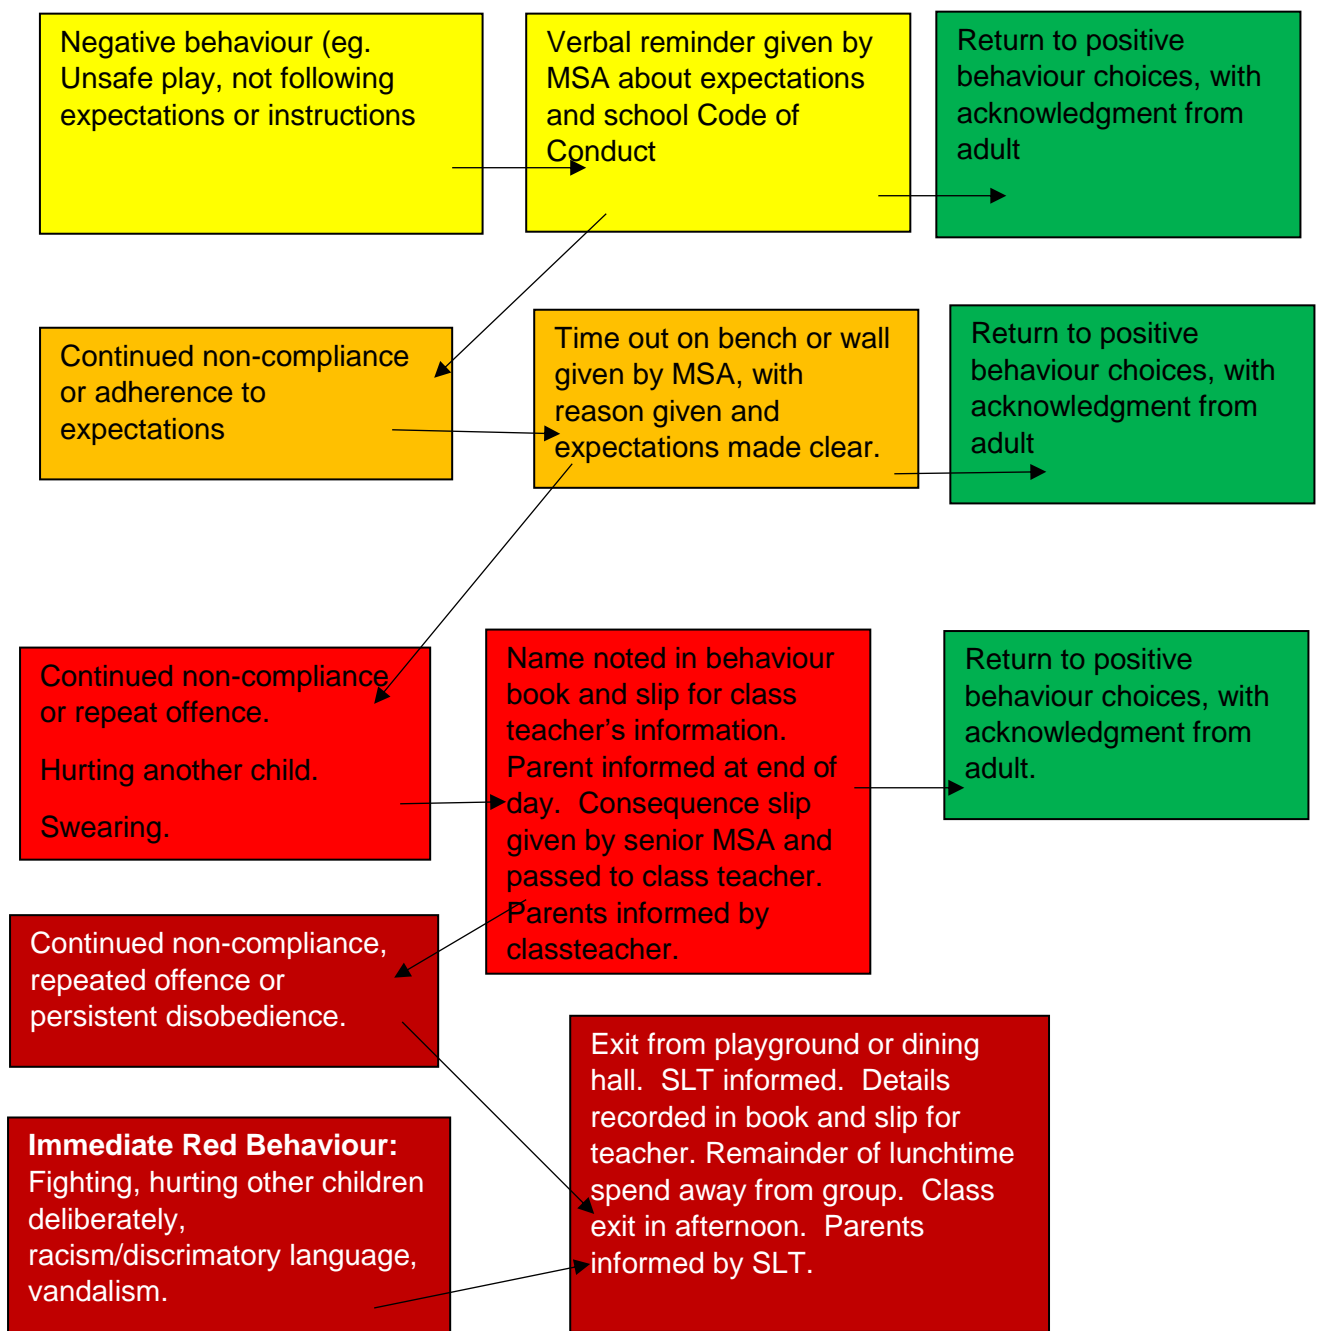 Negative behaviour (eg.
Unsafe play, not following
expectations or instructions
Verbal reminder given by
MSA about expectations
and school Code of
Conduct
Return to positive
behaviour choices, with
acknowledgment from
adult
Continued non-compliance
or adherence to
expectations
Time out on bench or wall
given by MSA, with
reason given and
expectations made clear.
Return to positive
behaviour choices, with
acknowledgment from
adult
Continued non-compliance
or repeat offence.
Hurting another child.
Swearing.
Name noted in behaviour
book and slip for class
teacher’s information.
Parent informed at end of
day.  Consequence slip
given by senior MSA and
passed to class teacher.
Parents informed by
classteacher.
Return to positive
behaviour choices, with
acknowledgment from
adult.
Continued non-compliance,
repeated offence or
persistent disobedience.
Immediate Red Behaviour:
Fighting, hurting other children
deliberately,
racism/discrimatory language,
vandalism.
Exit from playground or dining
hall.  SLT informed.  Details
recorded in book and slip for
teacher. Remainder of lunchtime
spend away from group.  Class
exit in afternoon.  Parents
informed by SLT.